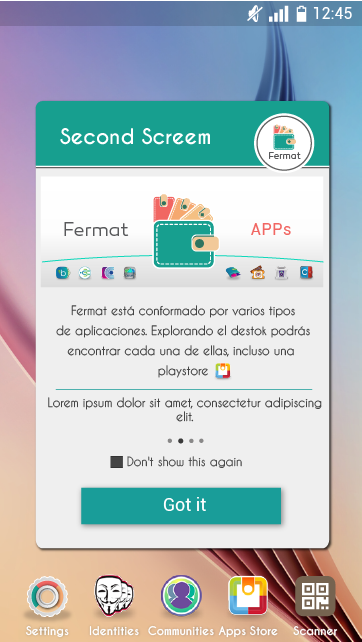 12:45
Second Screem
Fermat
Fermat
APPs
Fermat está conformado por varios tipos
de aplicaciones. Explorando el destok podrás
encontrar cada una de ellas, incluso una
playstore
Lorem ipsum dolor sit amet, consectetur adipiscing
elit.
Don't show this again
Got it
Settings
Identities
Communities
Apps Store
Scanner